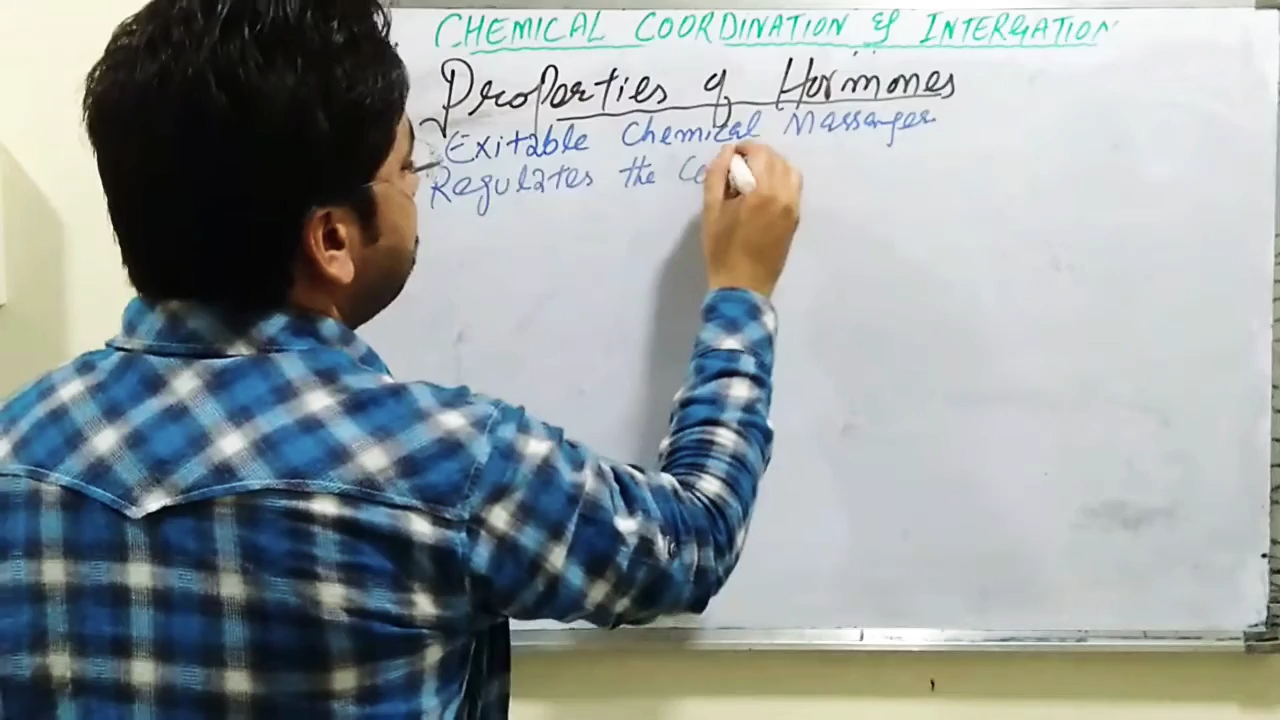 CHEMICAL COORDINATION & INTERGATION
Properties of Hormones
Exitable Chemical Massanger
Regulates the